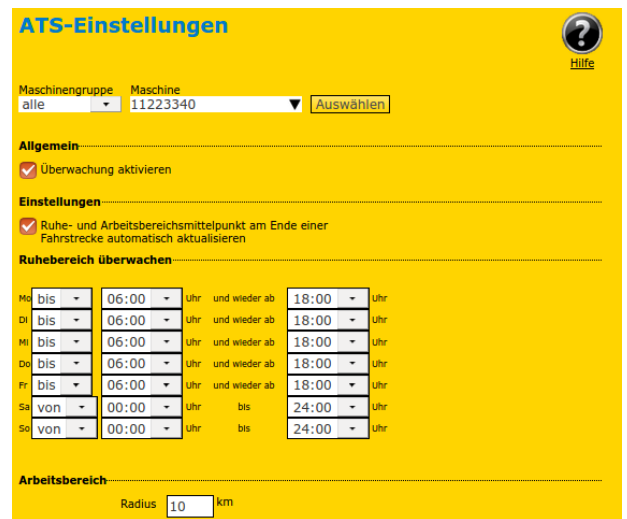 ATS-Einstellungen
?
Hilfe
Maschinengruppe Maschine
alle 11223340 Auswählen
Allgemein
Überwachung aktivieren
Einstellungen
Ruhe- und Arbeitsbereichsmittelpunkt am Ende einer
Fahrstrecke automatisch aktualisieren
Ruhebereich überwachen
Mo bis 06:00 Uhr und wieder ab 18:00 Uhr
DI bis 06:00 Uhr und wieder ab 18:00 Uhr
MI bis 06:00 Uhr und wieder ab 18:00 Uhr
Do bis 06:00 Uhr und wieder ab 18:00 Uhr
Fr bis 06:00 Uhr und wieder ab 18:00 Uhr
Sa von 00:00 Uhr bis 24:00 Uhr
So von 00:00 Uhr bis 24:00 Uhr
Arbeitsbereich
Radius 10 km